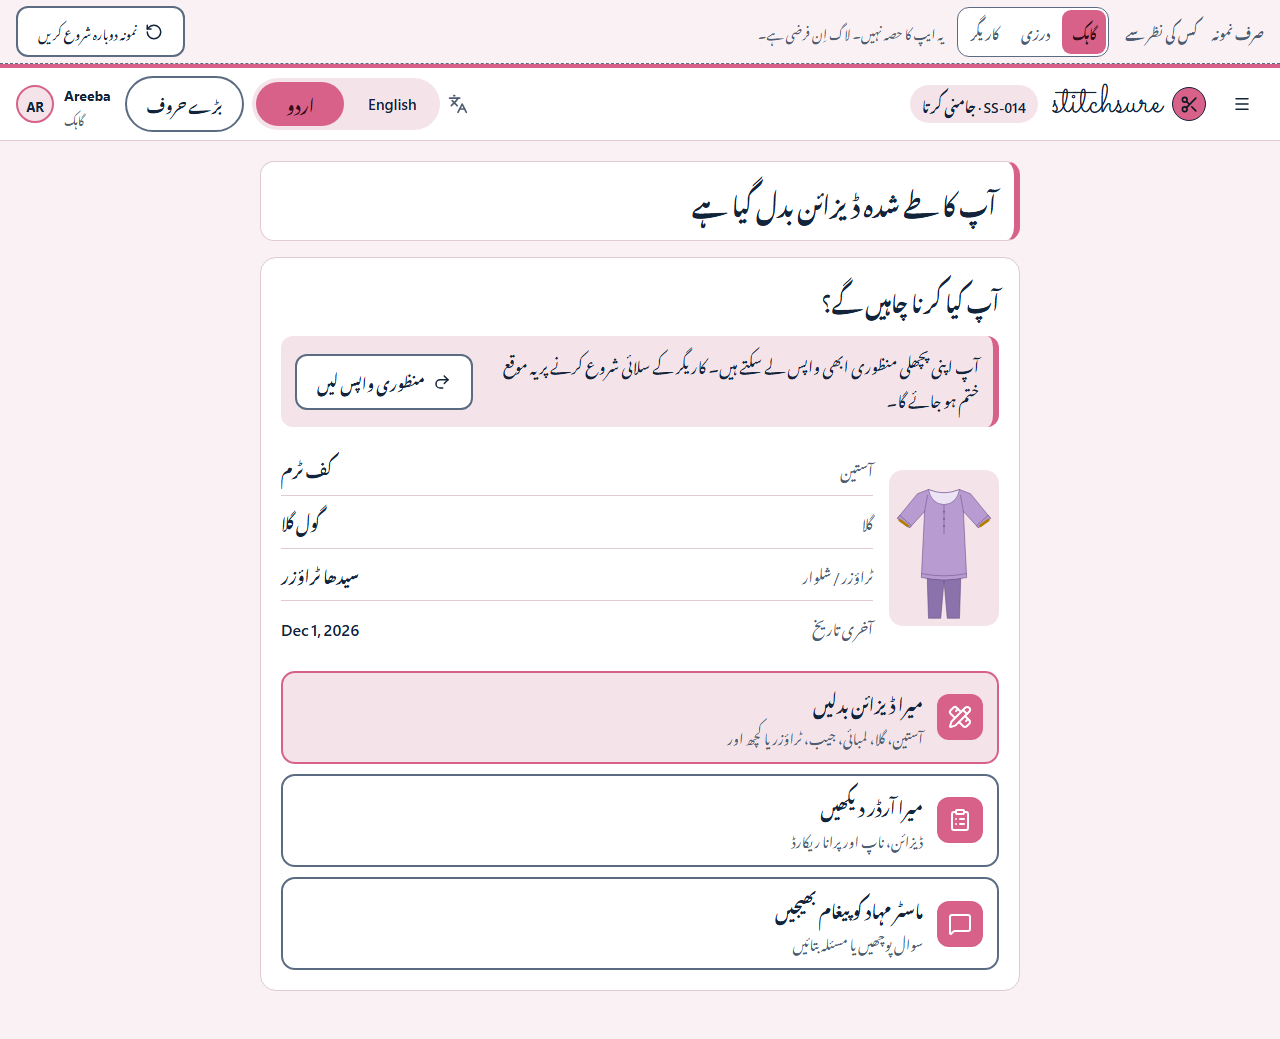 صرف نمونہ
کس کی نظر سے
گاہک
درزی
کاریگر
یہ ایپ کا حصہ نہیں۔ لاگ اِن فرضی ہے۔
نمونہ دوبارہ شروع کریں
stitchsure
SS-014 · جامنی کُرتا
English
اردو
بڑے حروف
Areeba
گاہک
AR
آپ کا طے شدہ ڈیزائن بدل گیا ہے
آپ کیا کرنا چاہیں گے؟
آپ اپنی پچھلی منظوری ابھی واپس لے سکتے ہیں۔ کاریگر کے سلائی شروع کرنے پر یہ موقع
ختم ہو جائے گا۔
منظوری واپس لیں
آستین
کف ٹرم
گلا
گول گلا
ٹراؤزر / شلوار
سیدھا ٹراؤزر
آخری تاریخ
Dec 1, 2026
میرا ڈیزائن بدلیں
آستین، گلا، لمبائی، جیب، ٹراؤزر یا کچھ اور
میرا آرڈر دیکھیں
ڈیزائن، ناپ اور پرانا ریکارڈ
ماسٹر مہاد کو پیغام بھیجیں
سوال پوچھیں یا مسئلہ بتائیں